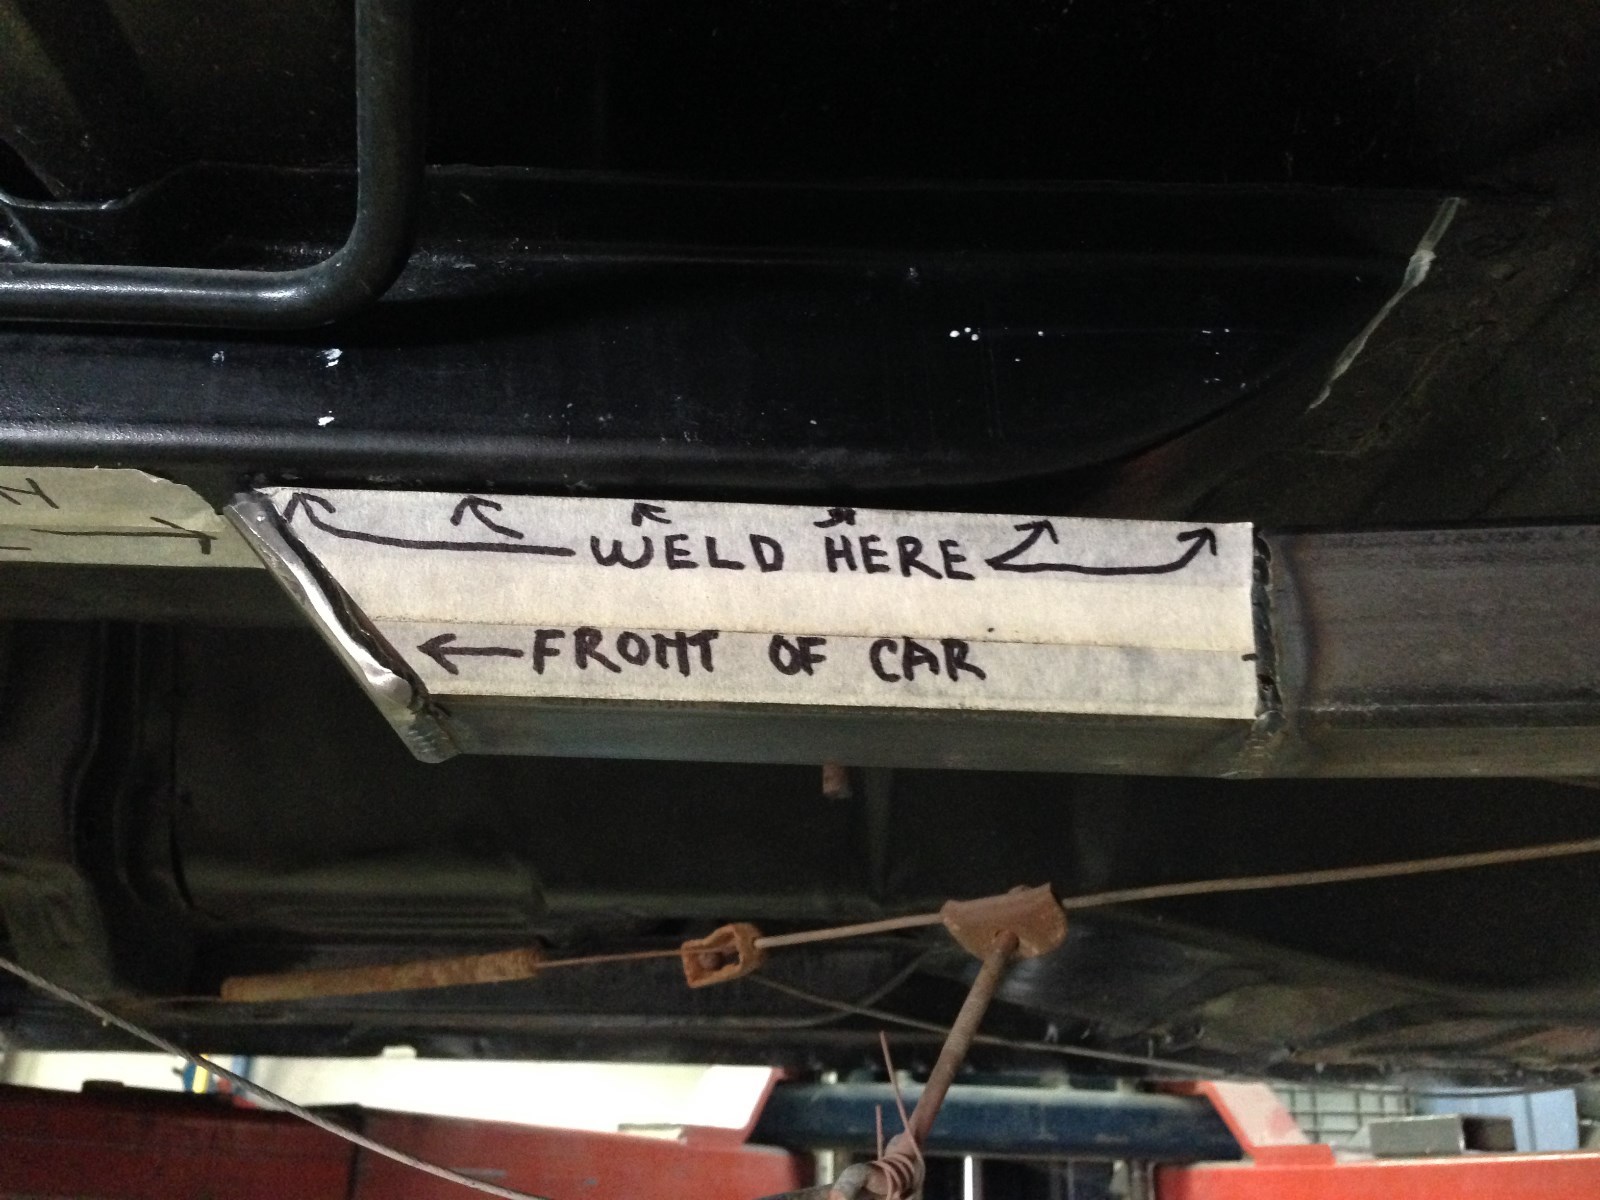 WELD HERE
FRONT OF CAR